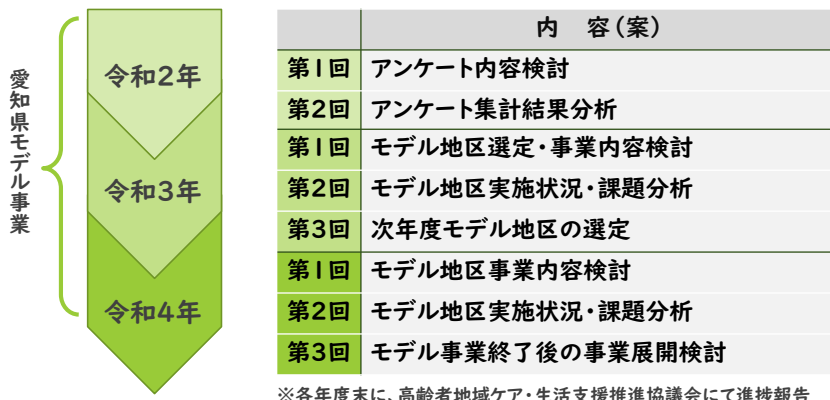 愛知県モデル事業
令和2年
令和3年
令和4年
内　容(案)
第1回 アンケート内容検討
第2回 アンケート集計結果分析
第1回 モデル地区選定・事業内容検討
第2回 モデル地区実施状況・課題分析
第3回 次年度モデル地区の選定
第1回 モデル地区事業内容検討
第2回 モデル地区実施状況・課題分析
第3回 モデル事業終了後の事業展開検討
※各年度末に、高齢者地域ケア・生活支援推進協議会にて進捗報告